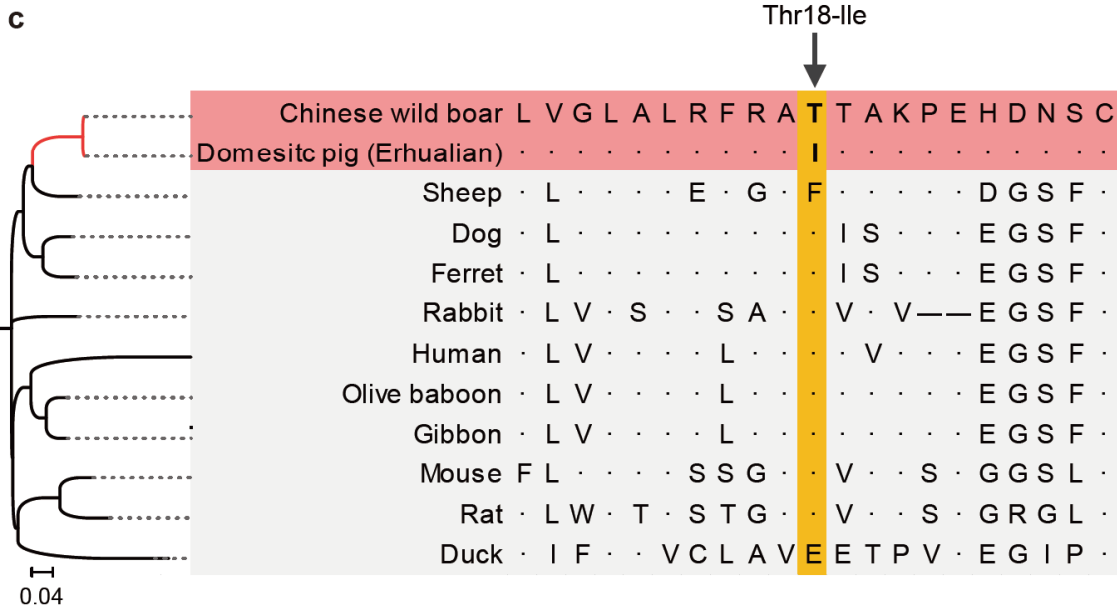 c
Thr18-Ile
Chinese wild boar L V G L A L R F R A T T A K P E H D N S C
Domesitc pig (Erhualian) · · · · · · · · · · I · · · · · · · · · ·
Sheep · L · · · · E · G · F · · · · · D G S F ·
Dog · L · · · · · · · · · I S · · · E G S F ·
Ferret · L · · · · · · · · · I S · · · E G S F ·
Rabbit · L V · S · · S A · · V · V — — E G S F ·
Human · L V · · · · L · · · · V · · · E G S F ·
Olive baboon · L V · · · · L · · · · · · · · E G S F ·
Gibbon · L V · · · · L · · · · · · · · E G S F ·
Mouse F L · · · · S S G · · V · · S · G G S L ·
Rat · L W · T · S T G · · V · · S · G R G L ·
Duck · I F · · V C L A V E E T P V · E G I P ·
0.04